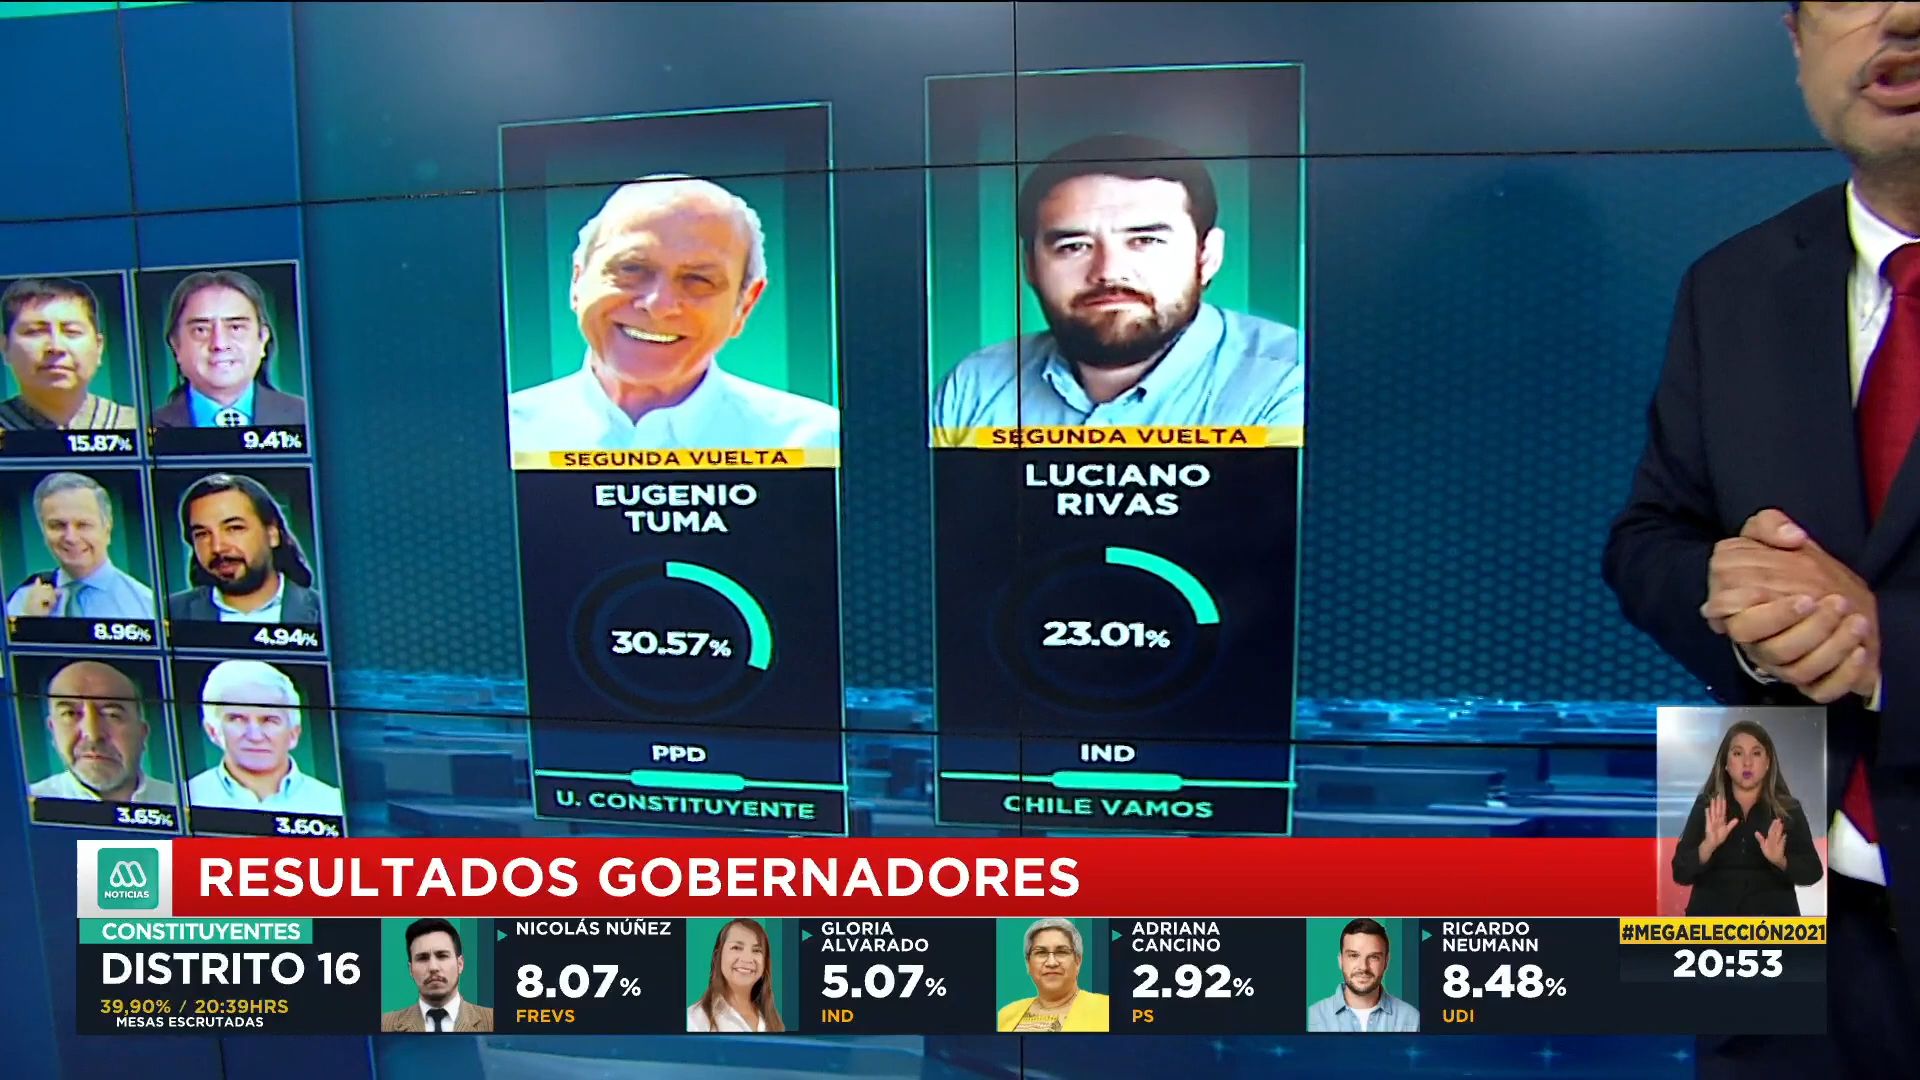 15.87%
9.41%
8.96%
4.94%
3.65%
3.60%
SEGUNDA VUELTA
EUGENIO
TUMA
30.57%
PPD
U. CONSTITUYENTE
SEGUNDA VUELTA
LUCIANO
RIVAS
23.01%
IND
CHILE VAMOS
NOTICIAS
RESULTADOS GOBERNADORES
CONSTITUYENTES
DISTRITO 16
39,90% / 20:39HRS
MESAS ESCRUTADAS
NICOLÁS NÚÑEZ
8.07%
FREVS
GLORIA
ALVARADO
5.07%
IND
ADRIANA
CANCINO
2.92%
PS
RICARDO
NEUMANN
8.48%
UDI
#MEGAELECCIÓN2021
20:53